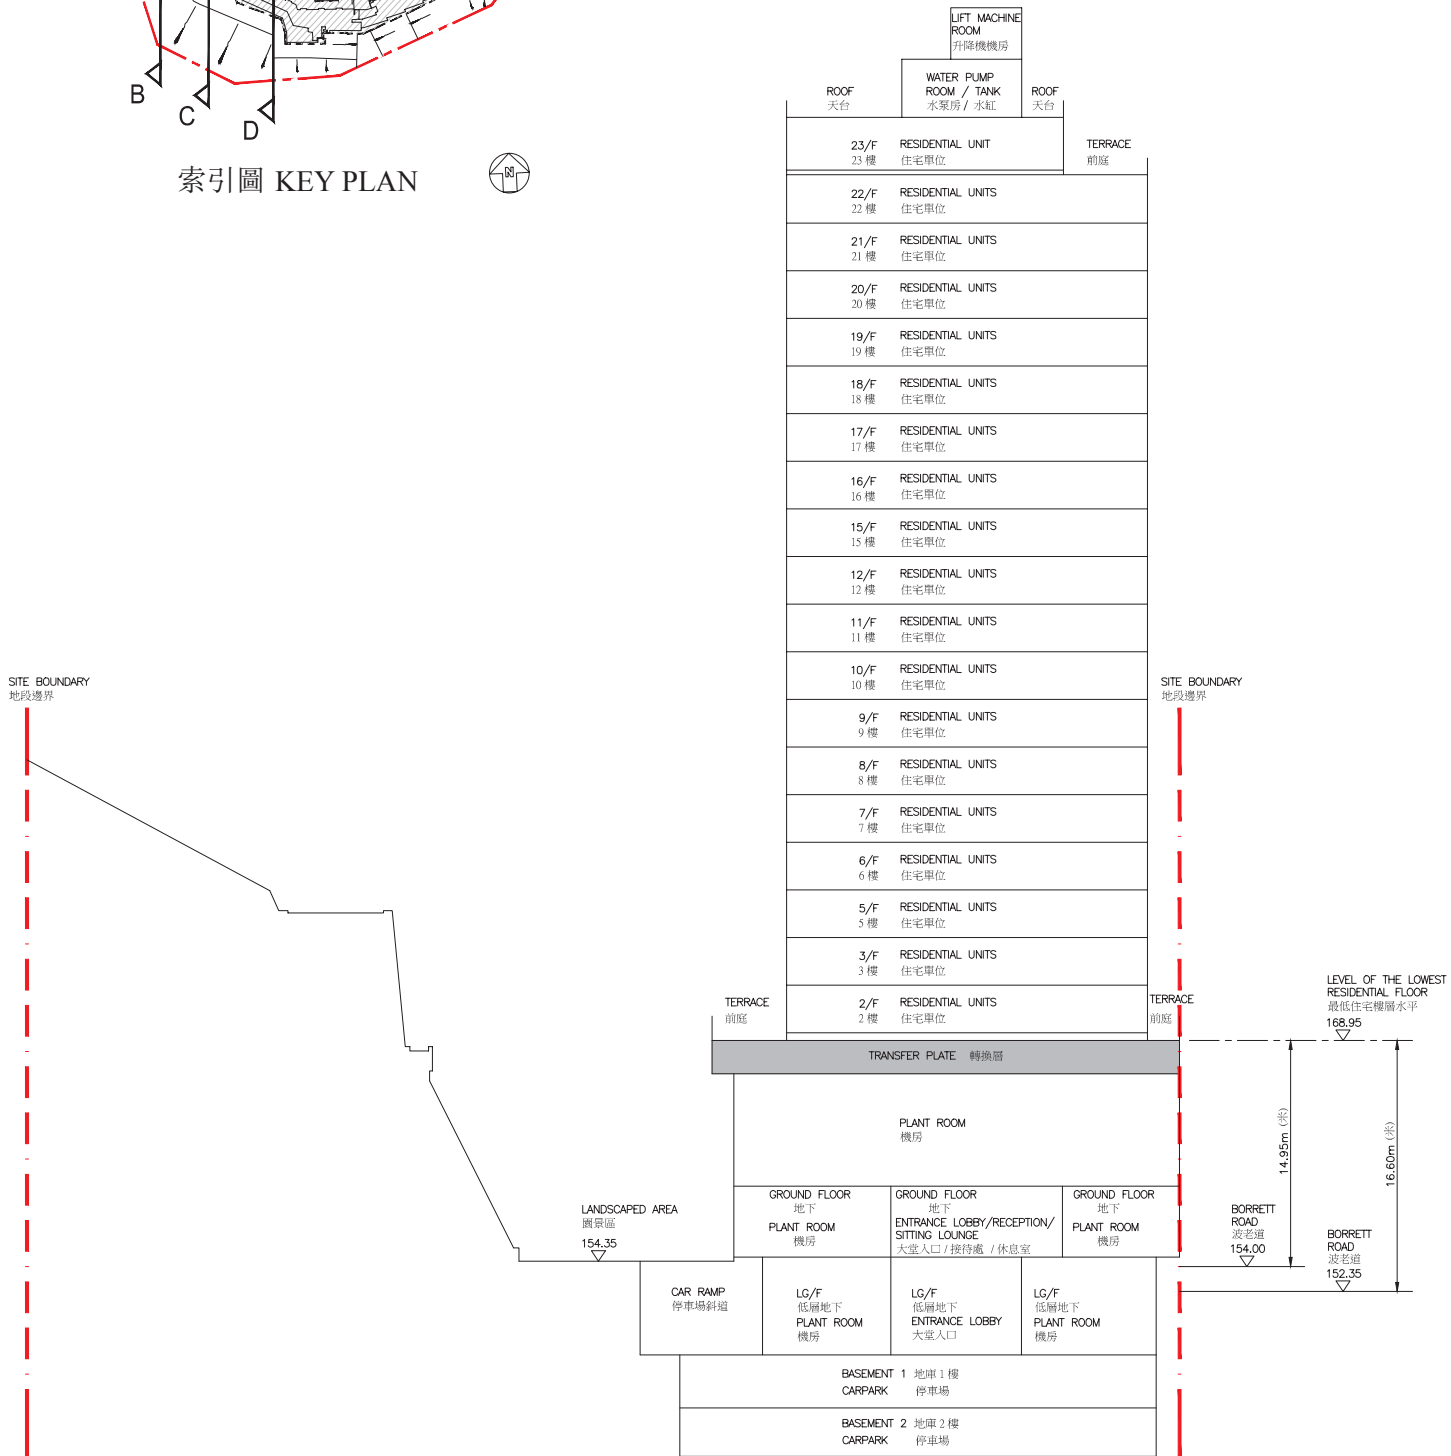 B
C
D
索引圖 KEY PLAN
N
LIFT MACHINE
ROOM
升降機機房
WATER PUMP
ROOM / TANK
水泵房 / 水缸
ROOF
天台
ROOF
天台
23/F RESIDENTIAL UNIT
23 樓 住宅單位
TERRACE
前庭
22/F RESIDENTIAL UNITS
22 樓 住宅單位
21/F RESIDENTIAL UNITS
21 樓 住宅單位
20/F RESIDENTIAL UNITS
20 樓 住宅單位
19/F RESIDENTIAL UNITS
19 樓 住宅單位
18/F RESIDENTIAL UNITS
18 樓 住宅單位
17/F RESIDENTIAL UNITS
17 樓 住宅單位
16/F RESIDENTIAL UNITS
16 樓 住宅單位
15/F RESIDENTIAL UNITS
15 樓 住宅單位
12/F RESIDENTIAL UNITS
12 樓 住宅單位
11/F RESIDENTIAL UNITS
11 樓 住宅單位
10/F RESIDENTIAL UNITS
10 樓 住宅單位
9/F RESIDENTIAL UNITS
9 樓 住宅單位
8/F RESIDENTIAL UNITS
8 樓 住宅單位
7/F RESIDENTIAL UNITS
7 樓 住宅單位
6/F RESIDENTIAL UNITS
6 樓 住宅單位
5/F RESIDENTIAL UNITS
5 樓 住宅單位
3/F RESIDENTIAL UNITS
3 樓 住宅單位
2/F RESIDENTIAL UNITS
2 樓 住宅單位
SITE BOUNDARY
地段邊界
SITE BOUNDARY
地段邊界
TERRACE
前庭
TERRACE
前庭
LEVEL OF THE LOWEST
RESIDENTIAL FLOOR
最低住宅樓層水平
168.95
TRANSFER PLATE 轉換層
PLANT ROOM
機房
14.95m (米)
16.60m (米)
GROUND FLOOR
地下
PLANT ROOM
機房
GROUND FLOOR
地下
ENTRANCE LOBBY/RECEPTION/
SITTING LOUNGE
大堂入口 / 接待處 / 休息室
GROUND FLOOR
地下
PLANT ROOM
機房
LANDSCAPED AREA
園景區
154.35
BORRETT
ROAD
波老道
154.00
BORRETT
ROAD
波老道
152.35
CAR RAMP
停車場斜道
LG/F
低層地下
PLANT ROOM
機房
LG/F
低層地下
ENTRANCE LOBBY
大堂入口
LG/F
低層地下
PLANT ROOM
機房
BASEMENT 1 地庫 1 樓
CARPARK 停車場
BASEMENT 2 地庫 2 樓
CARPARK 停車場